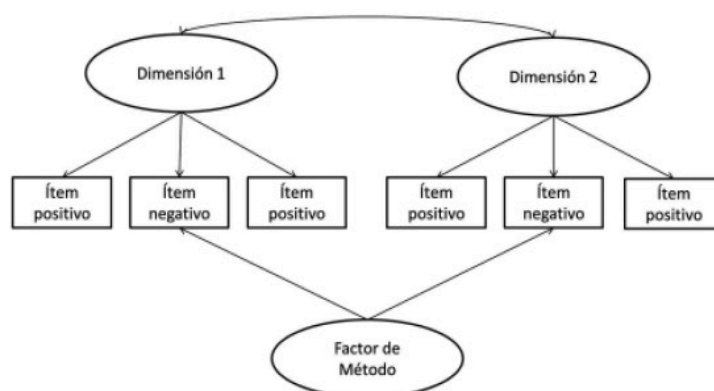 Dimensión 1
Dimensión 2
Ítem
positivo
Ítem
negativo
Ítem
positivo
Ítem
positivo
Ítem
negativo
Ítem
positivo
Factor de
Método